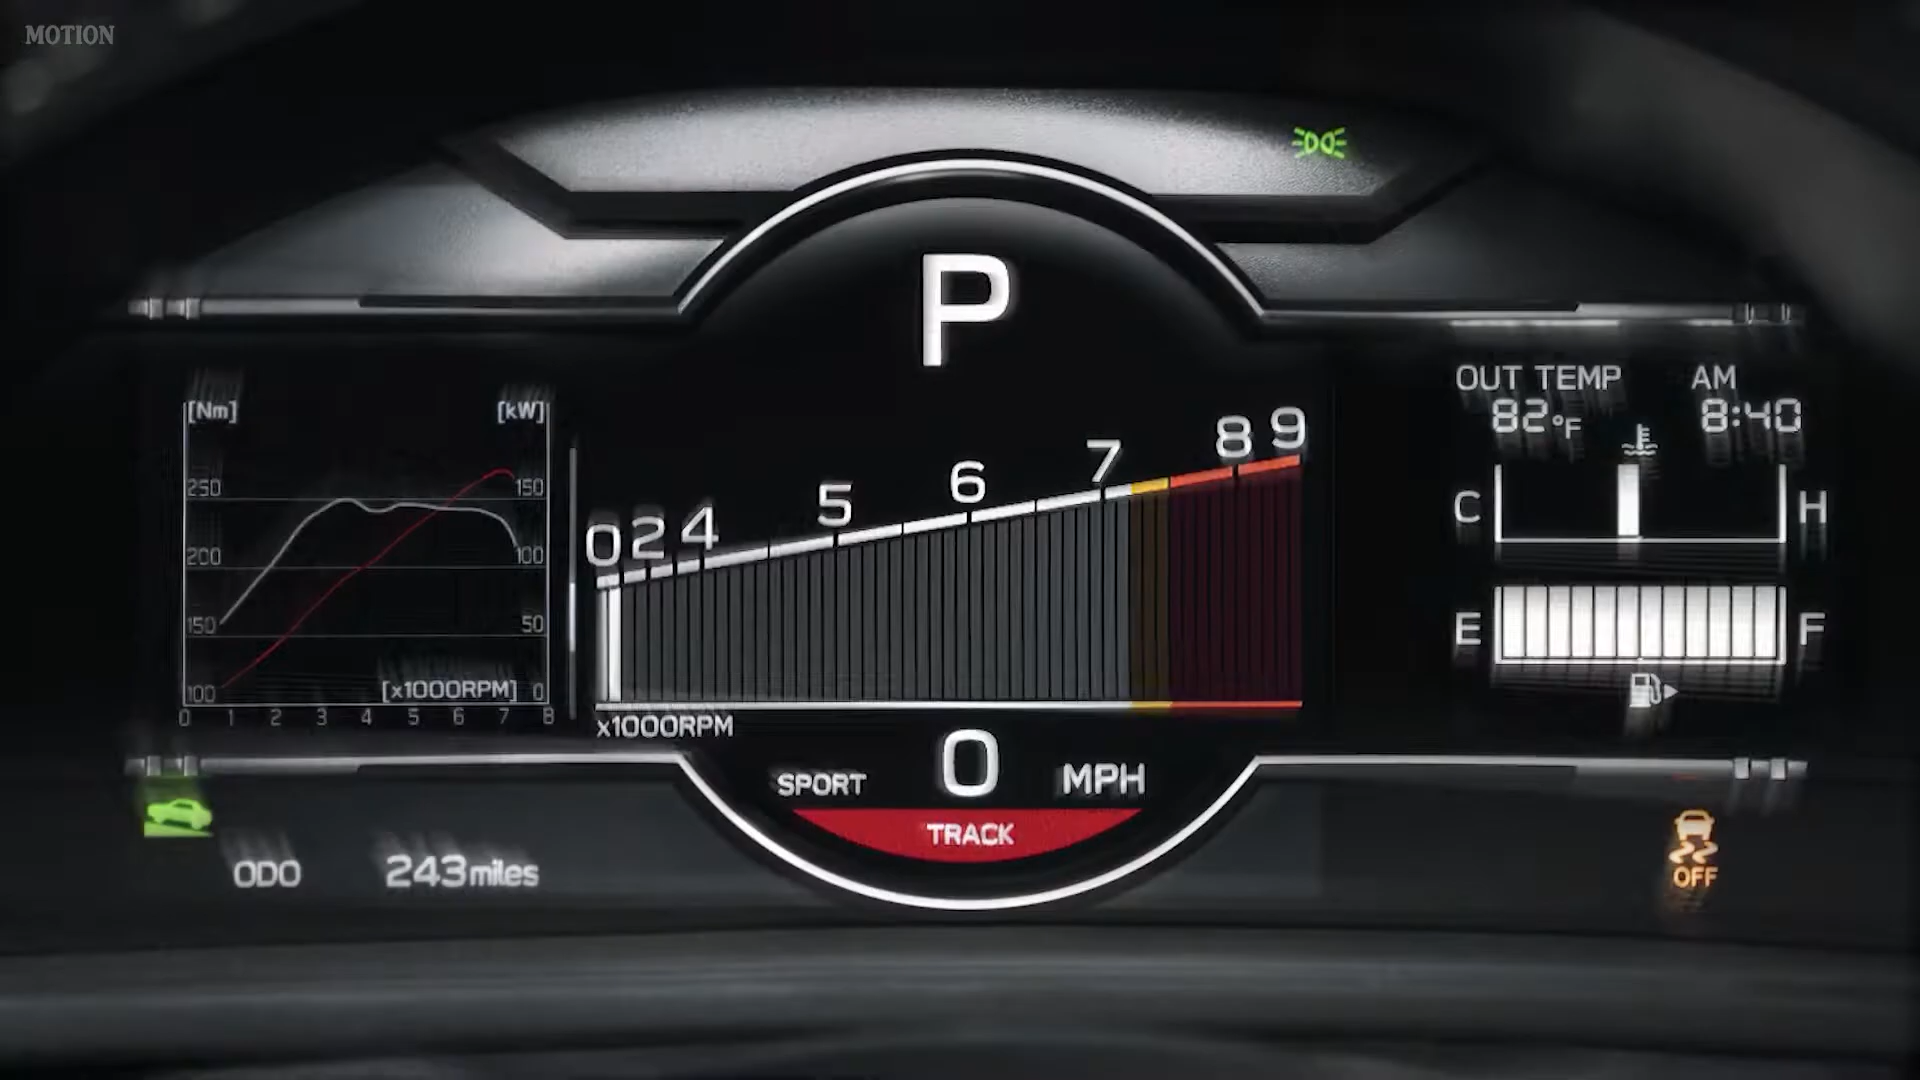 MOTION
P
[Nm] [kW]
250 150
200 100
150 50
100 [x1000RPM] 0
0 1 2 3 4 5 6 7 8
0 2 4 5 6 7 8 9
x1000RPM
OUT TEMP AM
82°F 8:40
C H
E F
SPORT 0 MPH
TRACK
ODO 243miles
OFF